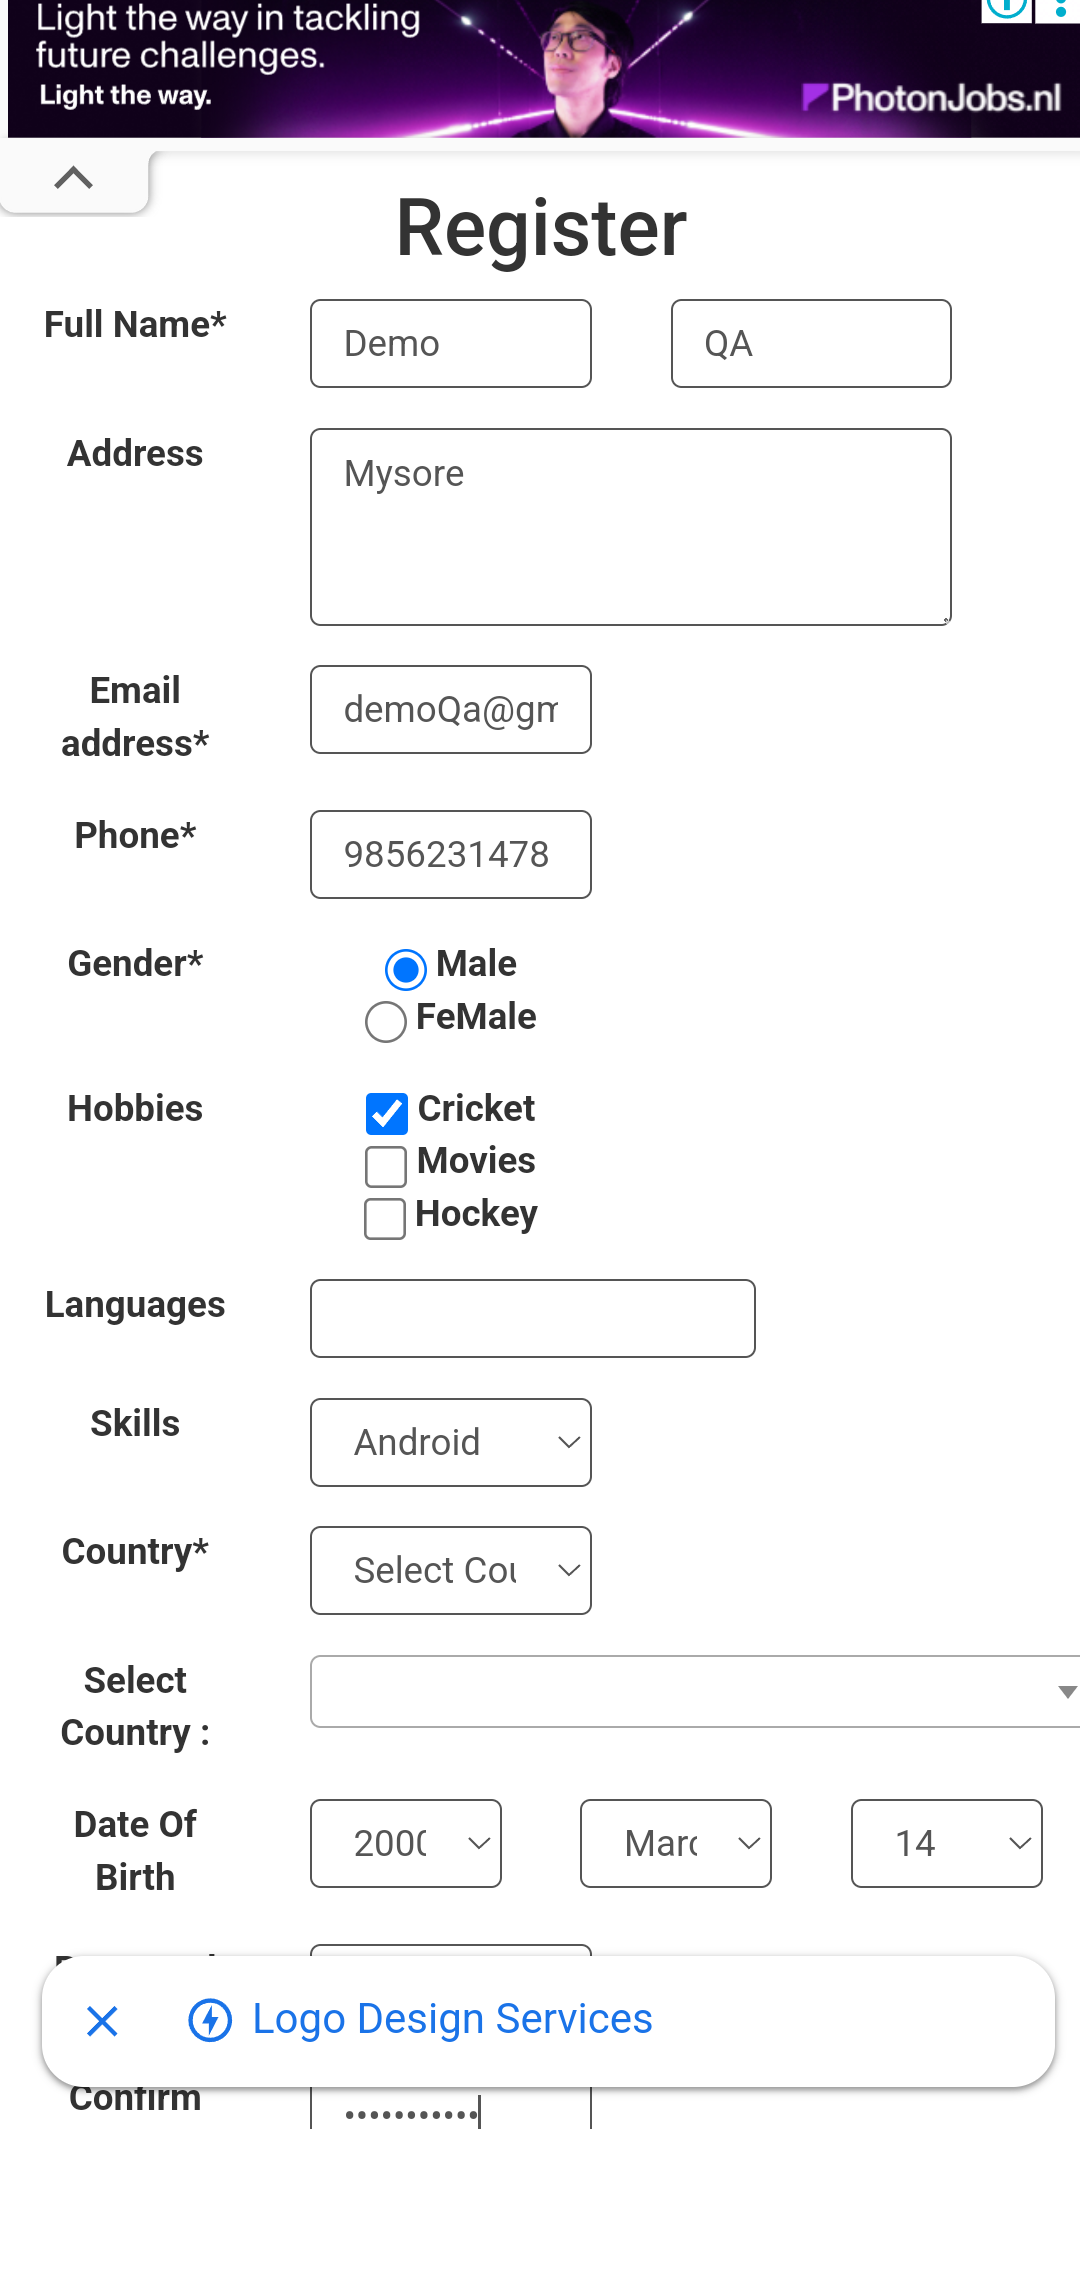 Light the way in tackling
future challenges.
Light the way.
PhotonJobs.nl
Register
Full Name*
Demo
QA
Address
Mysore
Email
address*
demoQa@gm
Phone*
9856231478
Gender*
Male
FeMale
Hobbies
Cricket
Movies
Hockey
Languages
Skills
Android
Country*
Select Cou
Select
Country :
Date Of
Birth
2000
Marc
14
Logo Design Services
Confirm